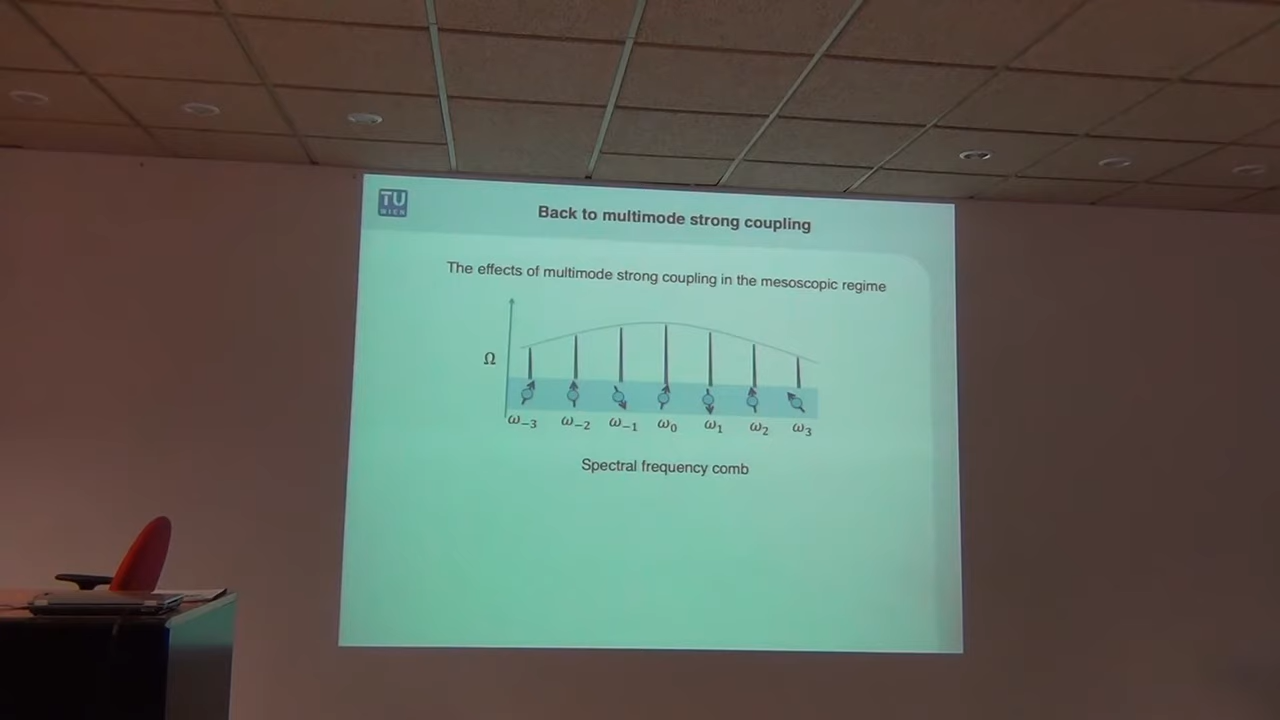 TU
WIEN
Back to multimode strong coupling
The effects of multimode strong coupling in the mesoscopic regime
Ω
ω₋₃ ω₋₂ ω₋₁ ω₀ ω₁ ω₂ ω₃
Spectral frequency comb